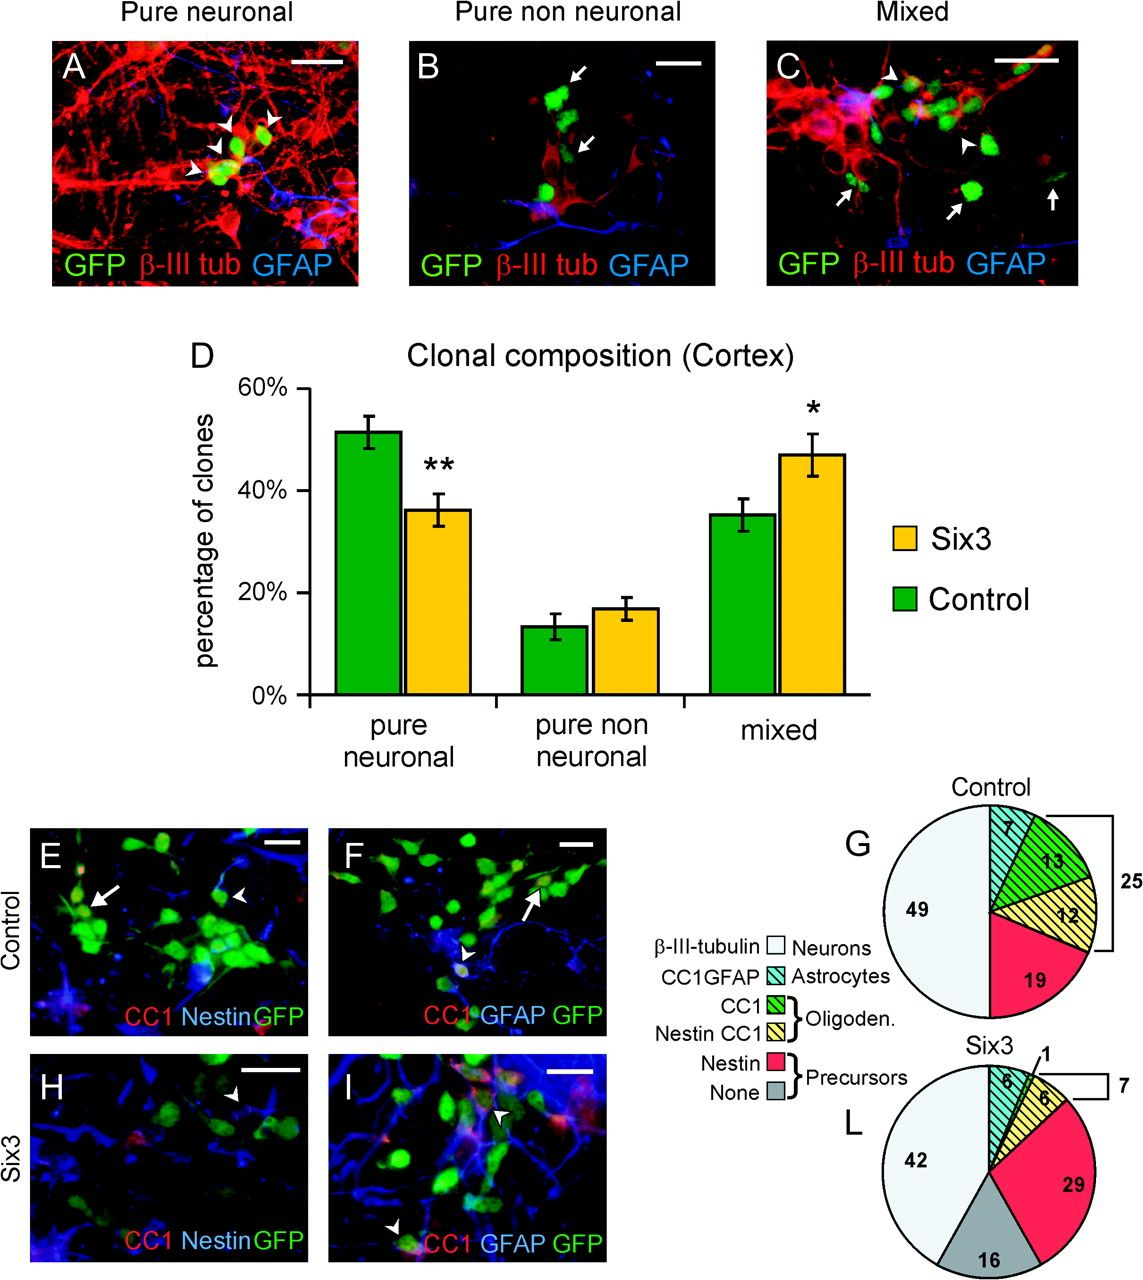 Pure neuronal
Pure non neuronal
Mixed
A
GFP β-III tub GFAP
B
GFP β-III tub GFAP
C
GFP β-III tub GFAP
D
Clonal composition (Cortex)
percentage of clones
60%
40%
20%
0%
**
*
pure
neuronal
pure non
neuronal
mixed
Six3
Control
Control
E
CC1 Nestin GFP
F
CC1 GFAP GFP
Six3
H
CC1 Nestin GFP
I
CC1 GFAP GFP
G
Control
7
13
12
19
49
25
β-III-tubulin Neurons
CC1GFAP Astrocytes
CC1
Nestin CC1
Oligoden.
Nestin
None
Precursors
L
Six3
6
1
6
7
29
16
42